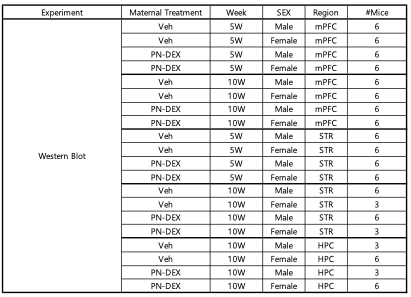 Experiment Maternal Treatment Week SEX Region #Mice
Veh 5W Male mPFC 6
Veh 5W Female mPFC 6
PN-DEX 5W Male mPFC 6
PN-DEX 5W Female mPFC 6
Veh 10W Male mPFC 6
Veh 10W Female mPFC 6
PN-DEX 10W Male mPFC 6
PN-DEX 10W Female mPFC 6
Veh 5W Male STR 6
Veh 5W Female STR 6
Western Blot
PN-DEX 5W Male STR 6
PN-DEX 5W Female STR 6
Veh 10W Male STR 6
Veh 10W Female STR 3
PN-DEX 10W Male STR 6
PN-DEX 10W Female STR 3
Veh 10W Male HPC 3
Veh 10W Female HPC 6
PN-DEX 10W Male HPC 3
PN-DEX 10W Female HPC 6